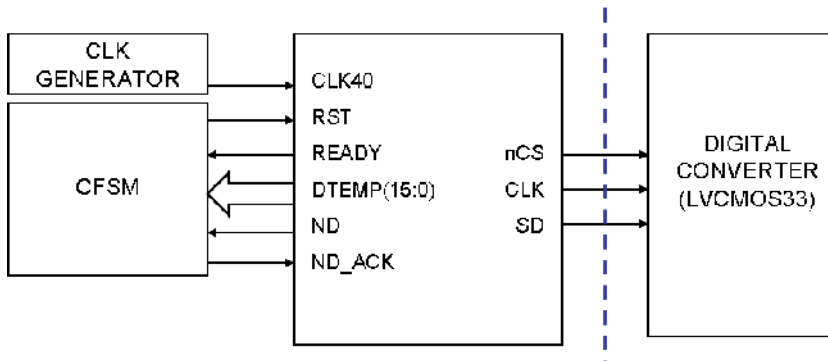 CLK
GENERATOR
CFSM
CLK40
RST
READY
DTEMP(15:0)
ND
ND_ACK
nCS
CLK
SD
DIGITAL
CONVERTER
(LVCMOS33)